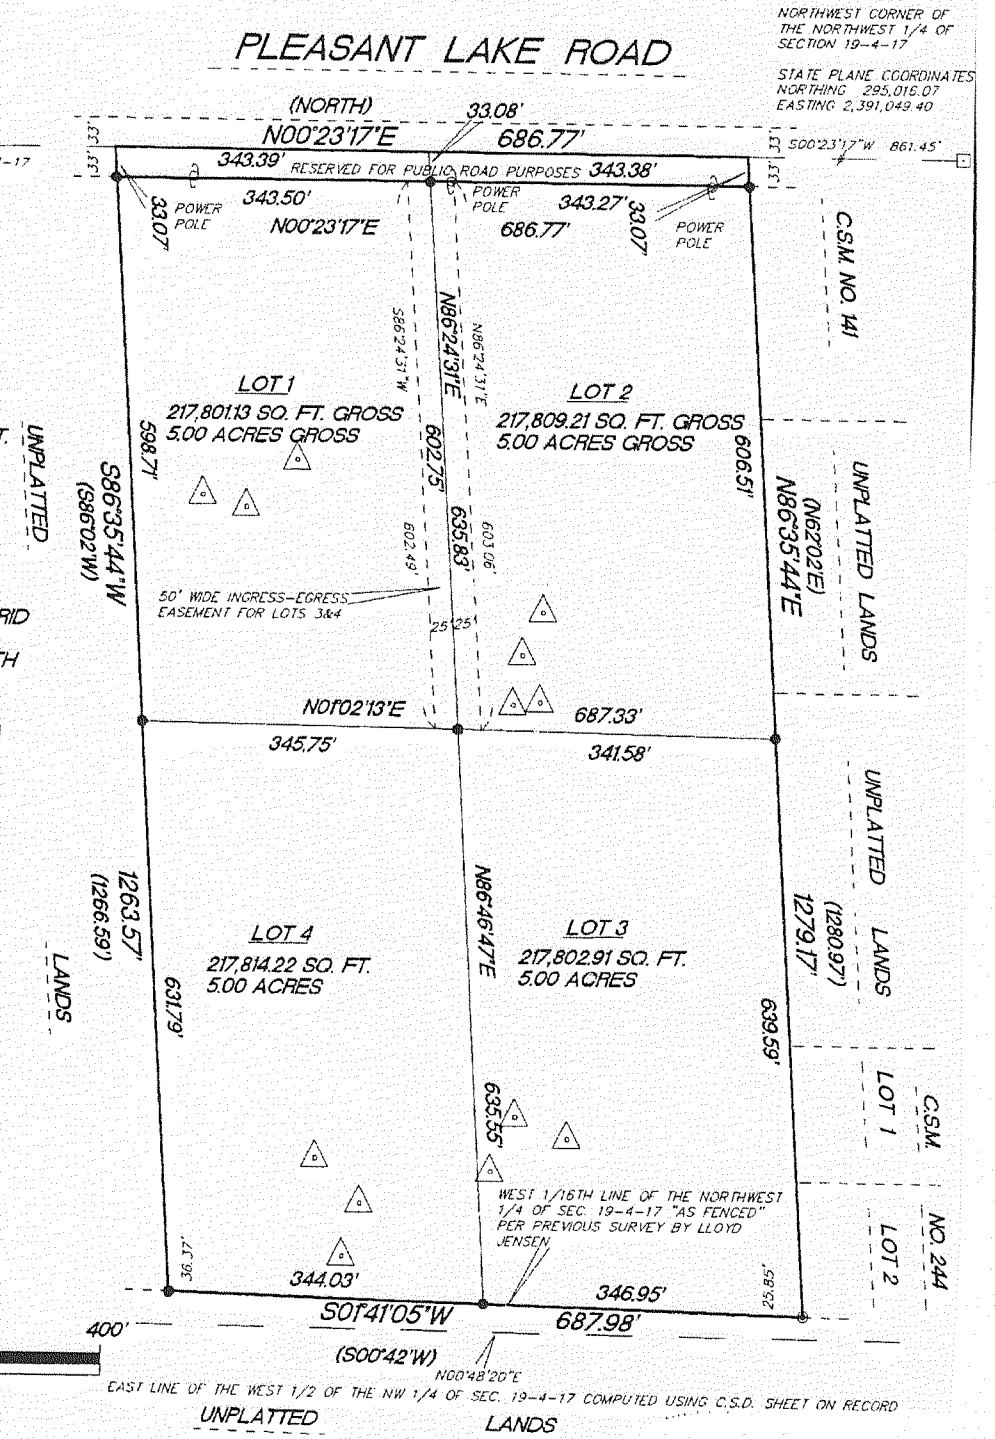 NORTHWEST CORNER OF
THE NORTHWEST 1/4 OF
SECTION 19-4-17
STATE PLANE COORDINATES
NORTHING 295,016.07
EASTING 2,391,049.40
PLEASANT LAKE ROAD
(NORTH)
33.08'
N00°23'17"E
686.77'
33'
33'
33'
33'
S00°23'17"W 861.45'
-17
343.39'
RESERVED FOR PUBLIC ROAD PURPOSES
343.38'
343.50'
N00°23'17"E
POWER
POLE
343.27'
686.77'
33.07'
POWER
POLE
33.07'
POWER
POLE
C.S.M. NO. 141
S86°24'31"W
N86°24'31"E
N86°24'31"E
LOT 1
217,801.13 SQ. FT. GROSS
5.00 ACRES GROSS
LOT 2
217,809.21 SQ. FT. GROSS
5.00 ACRES GROSS
598.71'
602.75'
606.51'
T.
UNPLATTED
S86°35'44"W
(S86°02'W)
(N62°02'E)
N86°35'44"E
UNPLATTED LANDS
602.49'
635.83'
603.06'
50' WIDE INGRESS-EGRESS
EASEMENT FOR LOTS 3&4
25'
25'
RID
TH
N01°02'13"E
687.33'
345.75'
341.58'
UNPLATTED LANDS
1263.57'
(1266.59')
N86°46'47"E
(1280.97')
1279.17'
LOT 4
217,814.22 SQ. FT.
5.00 ACRES
LOT 3
217,802.91 SQ. FT.
5.00 ACRES
LANDS
631.79'
639.59'
635.55'
LOT 1
C.S.M.
WEST 1/16TH LINE OF THE NORTHWEST
1/4 OF SEC. 19-4-17 "AS FENCED"
PER PREVIOUS SURVEY BY LLOYD
JENSEN
LOT 2
NO. 244
36.37'
25.85'
344.03'
346.95'
S01°41'05"W
687.98'
400'
(S00°42'W)
N00°48'20"E
EAST LINE OF THE WEST 1/2 OF THE NW 1/4 OF SEC. 19-4-17 COMPUTED USING C.S.D. SHEET ON RECORD
UNPLATTED LANDS